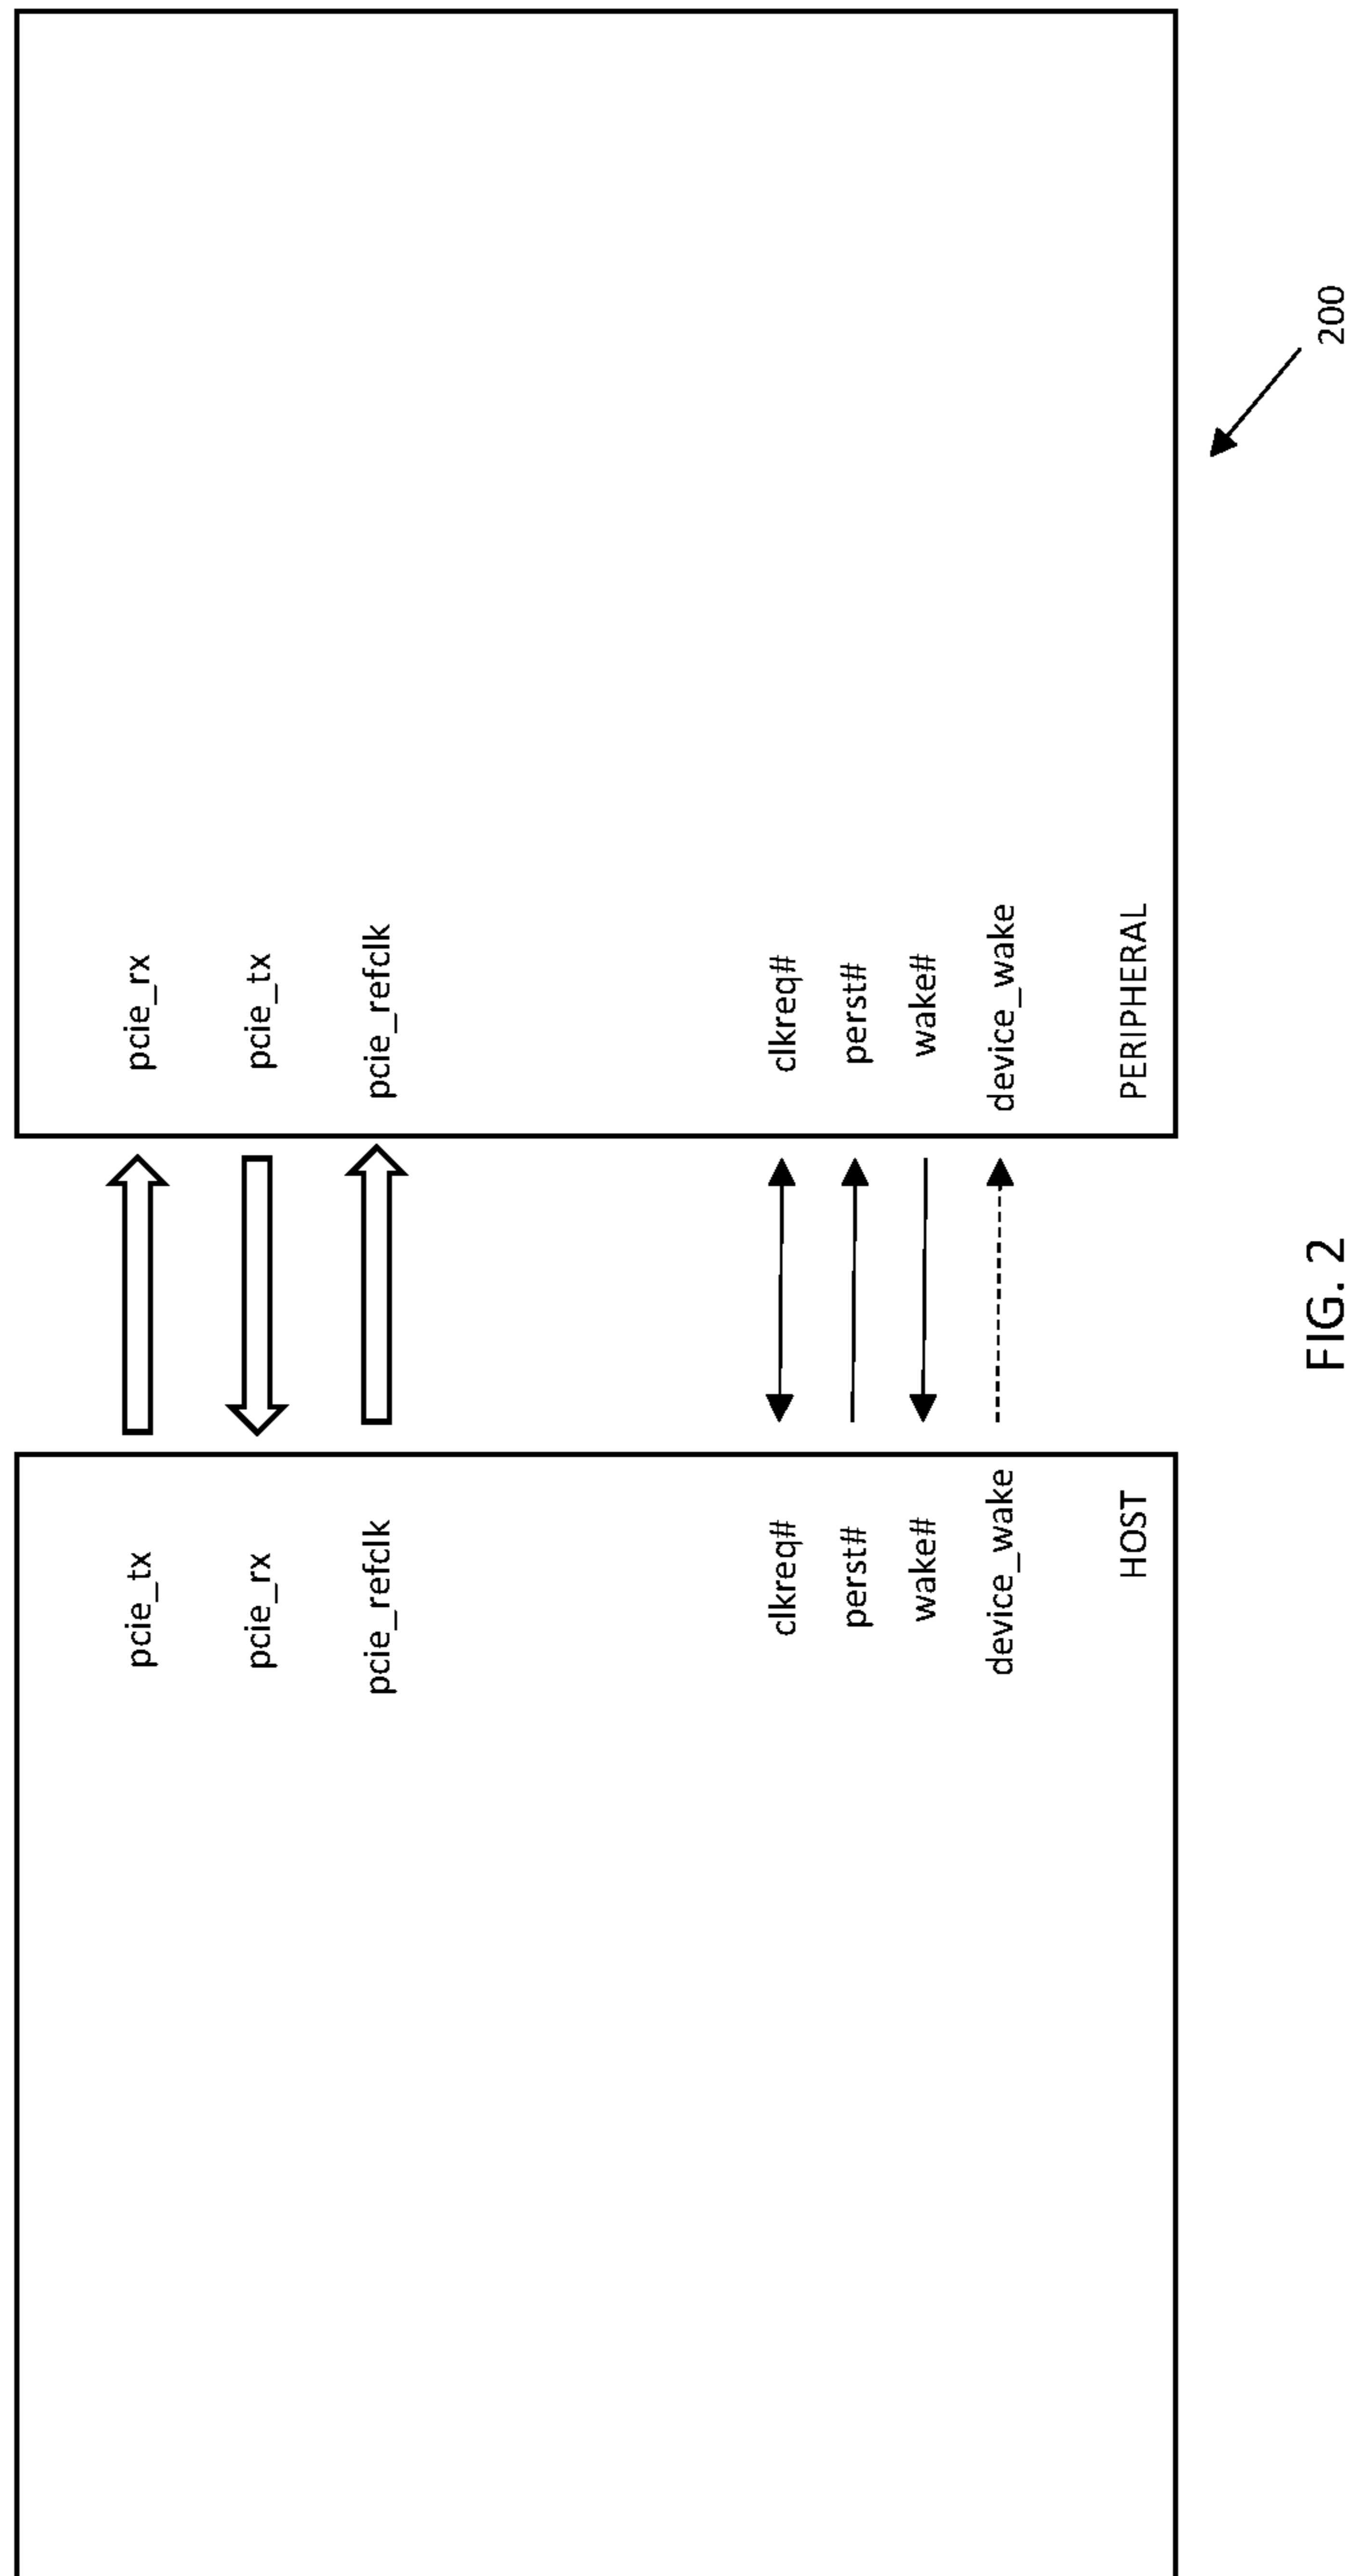 pcie_tx
pcie_rx
pcie_refclk
clkreq#
perst#
wake#
device_wake
HOST
pcie_rx
pcie_tx
pcie_refclk
clkreq#
perst#
wake#
device_wake
PERIPHERAL
200
FIG. 2